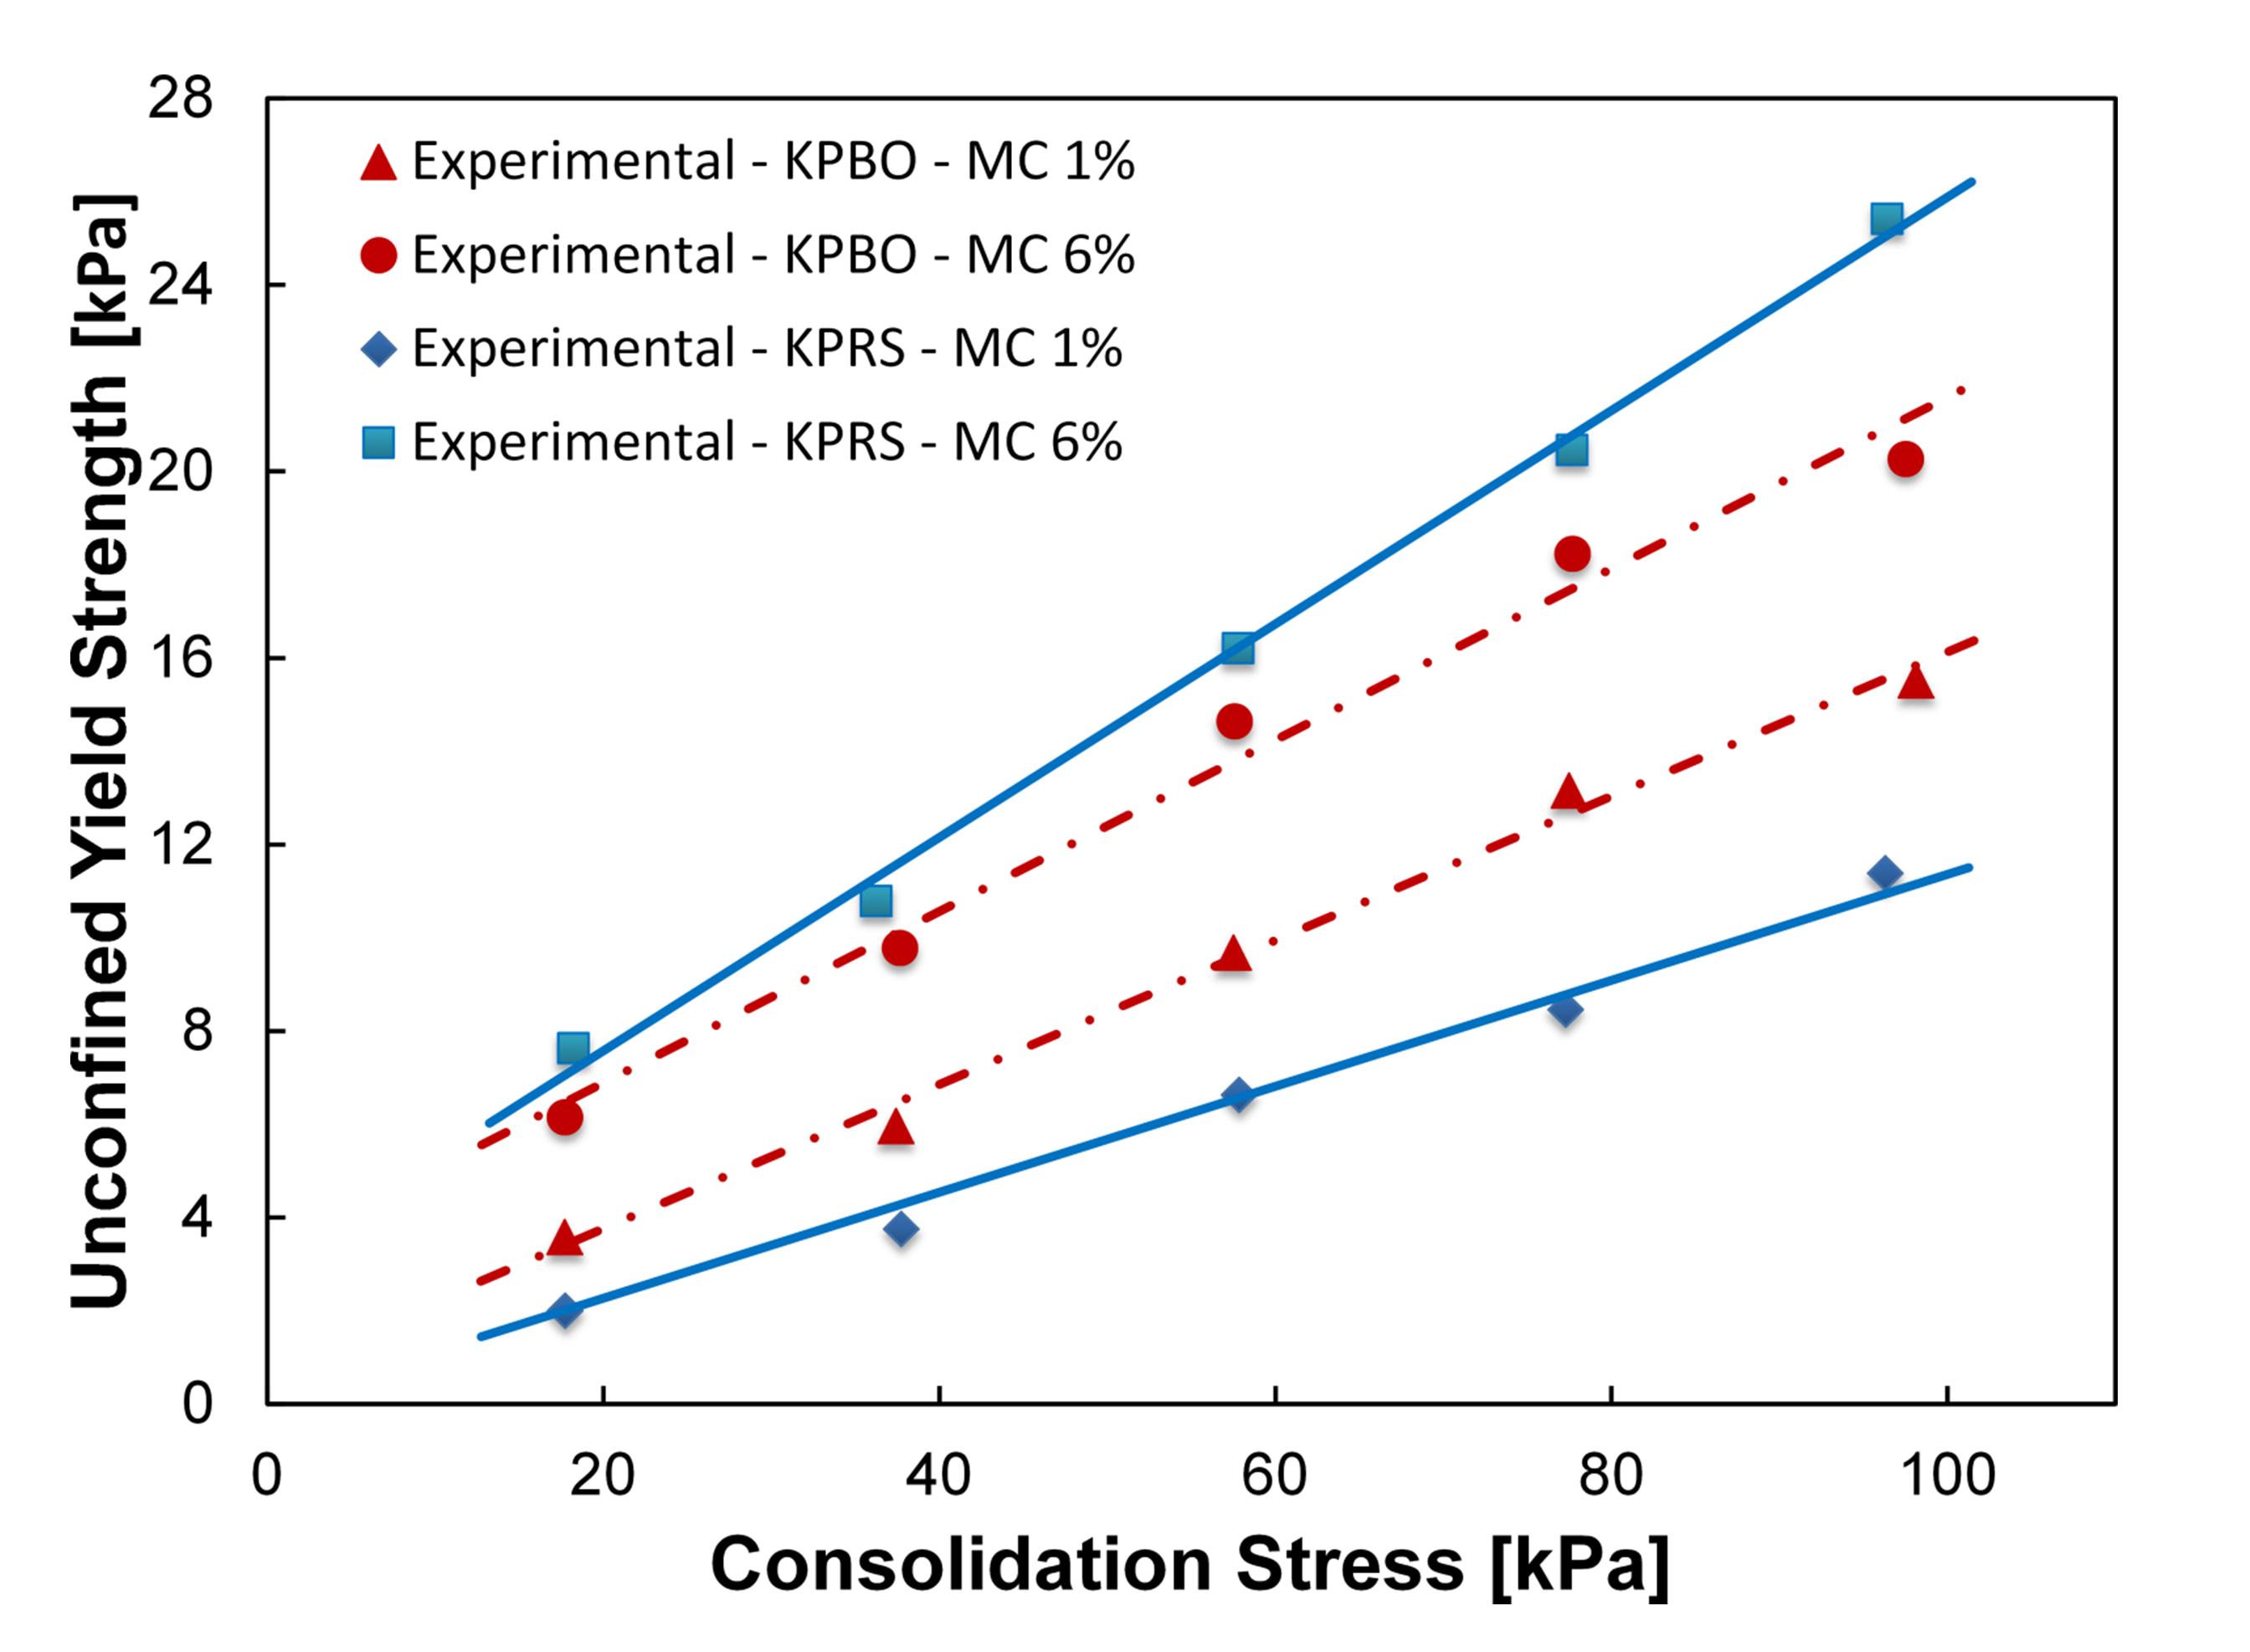 28
24
20
16
12
8
4
0
Unconfined Yield Strength [kPa]
Experimental - KPBO - MC 1%
Experimental - KPBO - MC 6%
Experimental - KPRS - MC 1%
Experimental - KPRS - MC 6%
0 20 40 60 80 100
Consolidation Stress [kPa]